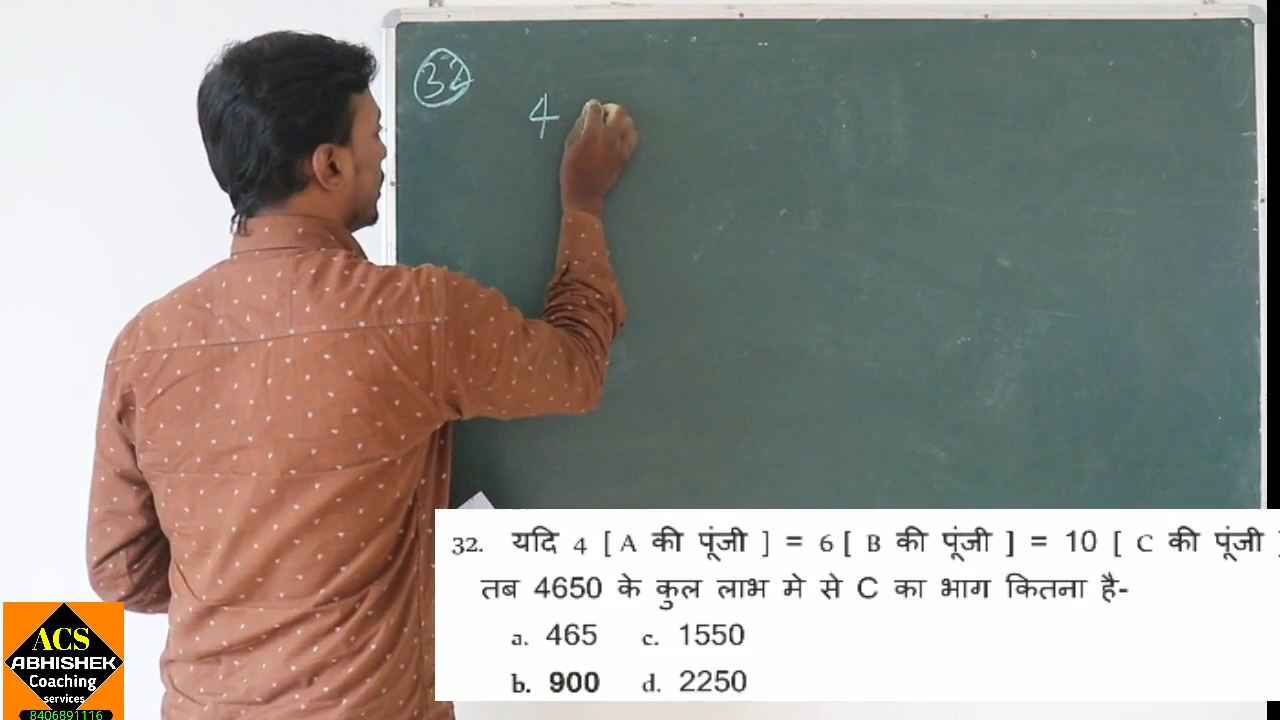 32
4
32. यदि 4 [ A की पूंजी ] = 6 [ B की पूंजी ] = 10 [ C की पूंजी ]
तब 4650 के कुल लाभ मे से C का भाग कितना है-
a. 465 c. 1550
b. 900 d. 2250
ACS
ABHISHEK
Coaching
services
8406891116